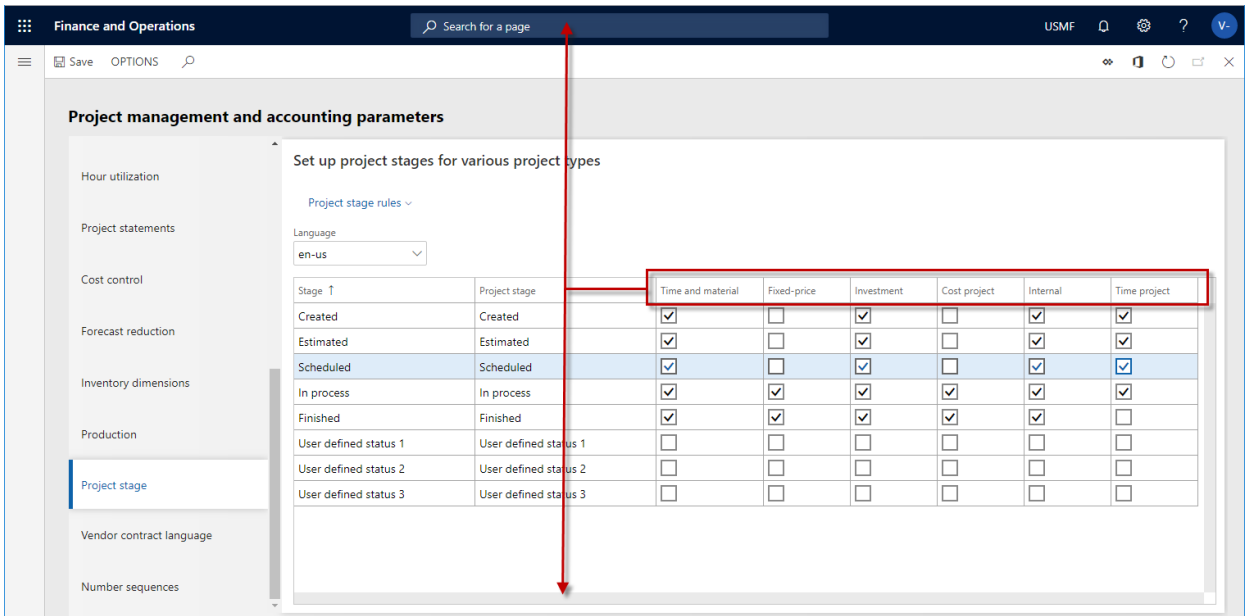 Finance and Operations Search for a page USMF ? V-
Save OPTIONS
Project management and accounting parameters
Hour utilization
Project statements
Cost control
Forecast reduction
Inventory dimensions
Production
Project stage
Vendor contract language
Number sequences
Set up project stages for various project types
Project stage rules
Language
en-us
Stage ↑ Project stage Time and material Fixed-price Investment Cost project Internal Time project
Created Created
Estimated Estimated
Scheduled Scheduled
In process In process
Finished Finished
User defined status 1 User defined status 1
User defined status 2 User defined status 2
User defined status 3 User defined status 3